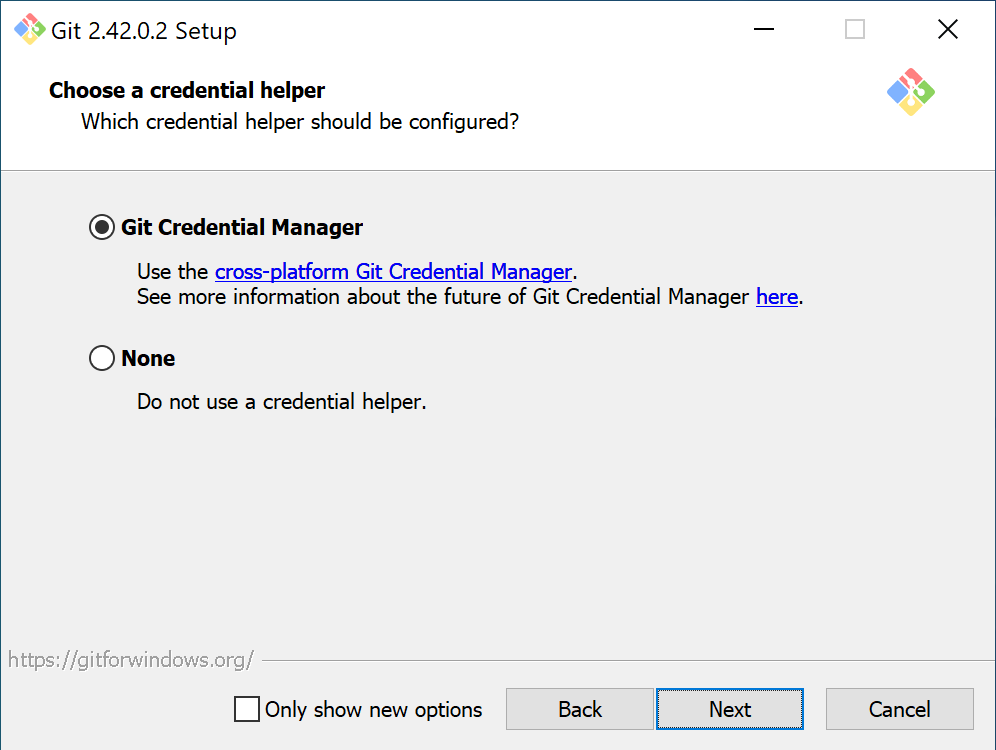 Git 2.42.0.2 Setup
Choose a credential helper
Which credential helper should be configured?
Git Credential Manager
Use the cross-platform Git Credential Manager.
See more information about the future of Git Credential Manager here.
None
Do not use a credential helper.
https://gitforwindows.org/
Only show new options
Back
Next
Cancel